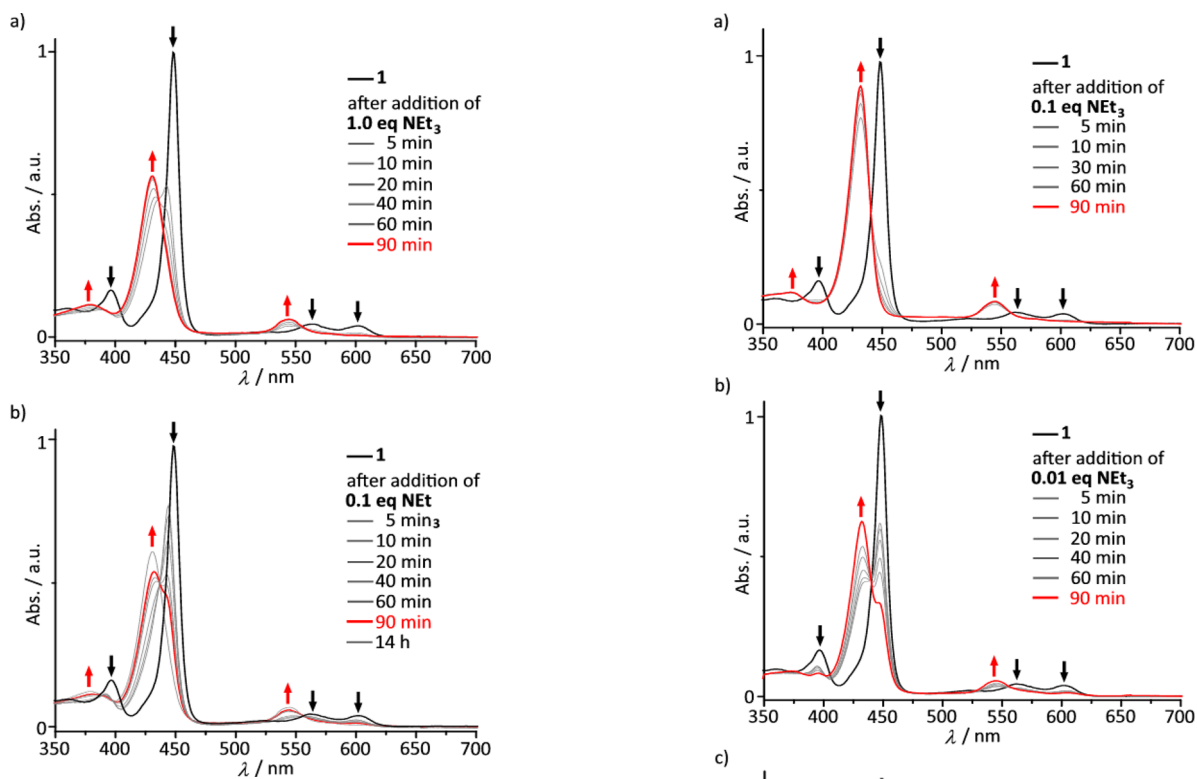 a)
1
Abs. / a.u.
0
1
after addition of
1.0 eq NEt3
5 min
10 min
20 min
40 min
60 min
90 min
350 400 450 500 550 600 650 700
λ / nm
b)
1
Abs. / a.u.
0
1
after addition of
0.1 eq NEt
5 min3
10 min
20 min
40 min
60 min
90 min
14 h
350 400 450 500 550 600 650 700
λ / nm
a)
1
Abs. / a.u.
0
1
after addition of
0.1 eq NEt3
5 min
10 min
30 min
60 min
90 min
350 400 450 500 550 600 650 700
λ / nm
b)
1
Abs. / a.u.
0
1
after addition of
0.01 eq NEt3
5 min
10 min
20 min
40 min
60 min
90 min
350 400 450 500 550 600 650 700
λ / nm
c)